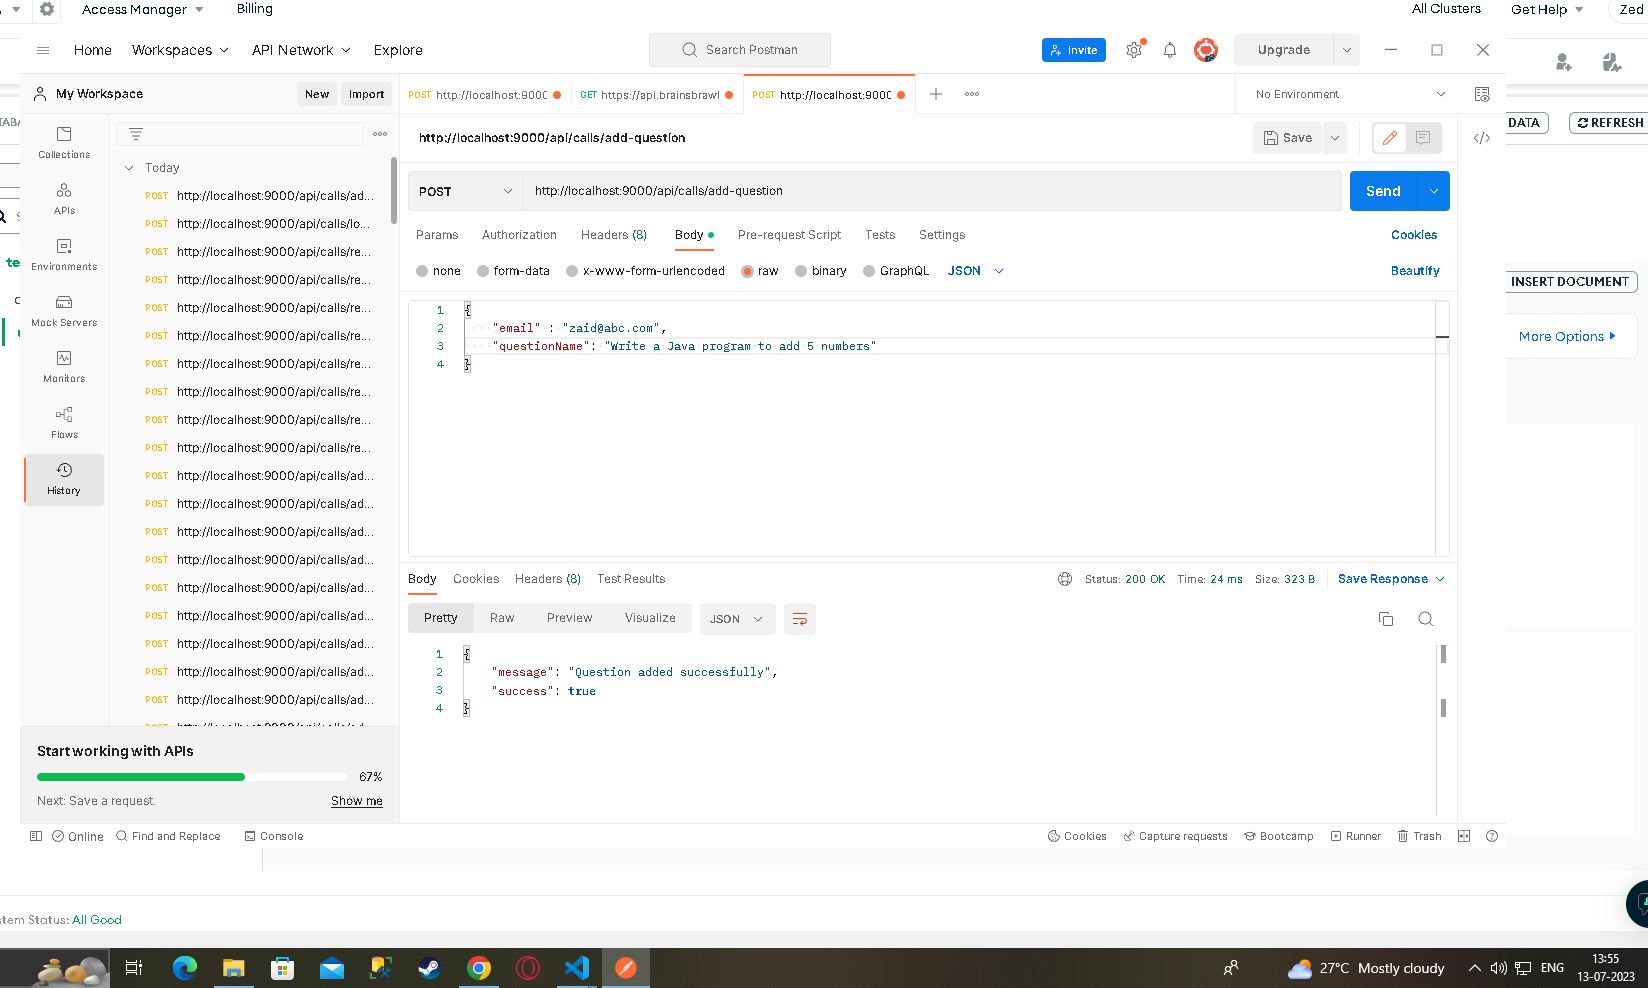 Access Manager
Billing
All Clusters
Get Help
Zed
Home
Workspaces
API Network
Explore
Search Postman
Invite
Upgrade
My Workspace
New
Import
POST http://localhost:9000
GET https://api.brainsbrawl
POST http://localhost:9000
No Environment
DATA
REFRESH
Collections
APIs
Environments
Mock Servers
Monitors
Flows
History
Today
POST http://localhost:9000/api/calls/ad...
POST http://localhost:9000/api/calls/lo...
POST http://localhost:9000/api/calls/re...
POST http://localhost:9000/api/calls/re...
POST http://localhost:9000/api/calls/re...
POST http://localhost:9000/api/calls/re...
POST http://localhost:9000/api/calls/re...
POST http://localhost:9000/api/calls/re...
POST http://localhost:9000/api/calls/re...
POST http://localhost:9000/api/calls/re...
POST http://localhost:9000/api/calls/ad...
POST http://localhost:9000/api/calls/ad...
POST http://localhost:9000/api/calls/ad...
POST http://localhost:9000/api/calls/ad...
POST http://localhost:9000/api/calls/ad...
POST http://localhost:9000/api/calls/ad...
POST http://localhost:9000/api/calls/ad...
POST http://localhost:9000/api/calls/ad...
POST http://localhost:9000/api/calls/ad...
Start working with APIs
67%
Next: Save a request.
Show me
http://localhost:9000/api/calls/add-question
Save
POST
http://localhost:9000/api/calls/add-question
Send
Params
Authorization
Headers (8)
Body
Pre-request Script
Tests
Settings
Cookies
none
form-data
x-www-form-urlencoded
raw
binary
GraphQL
JSON
Beautify
INSERT DOCUMENT
More Options
1 {
2 "email" : "zaid@abc.com",
3 "questionName": "Write a Java program to add 5 numbers"
4 }
Body
Cookies
Headers (8)
Test Results
Status: 200 OK
Time: 24 ms
Size: 323 B
Save Response
Pretty
Raw
Preview
Visualize
JSON
1 {
2 "message": "Question added successfully",
3 "success": true
4 }
Online
Find and Replace
Console
Cookies
Capture requests
Bootcamp
Runner
Trash
stem Status: All Good
27°C Mostly cloudy
ENG
13:55
13-07-2023